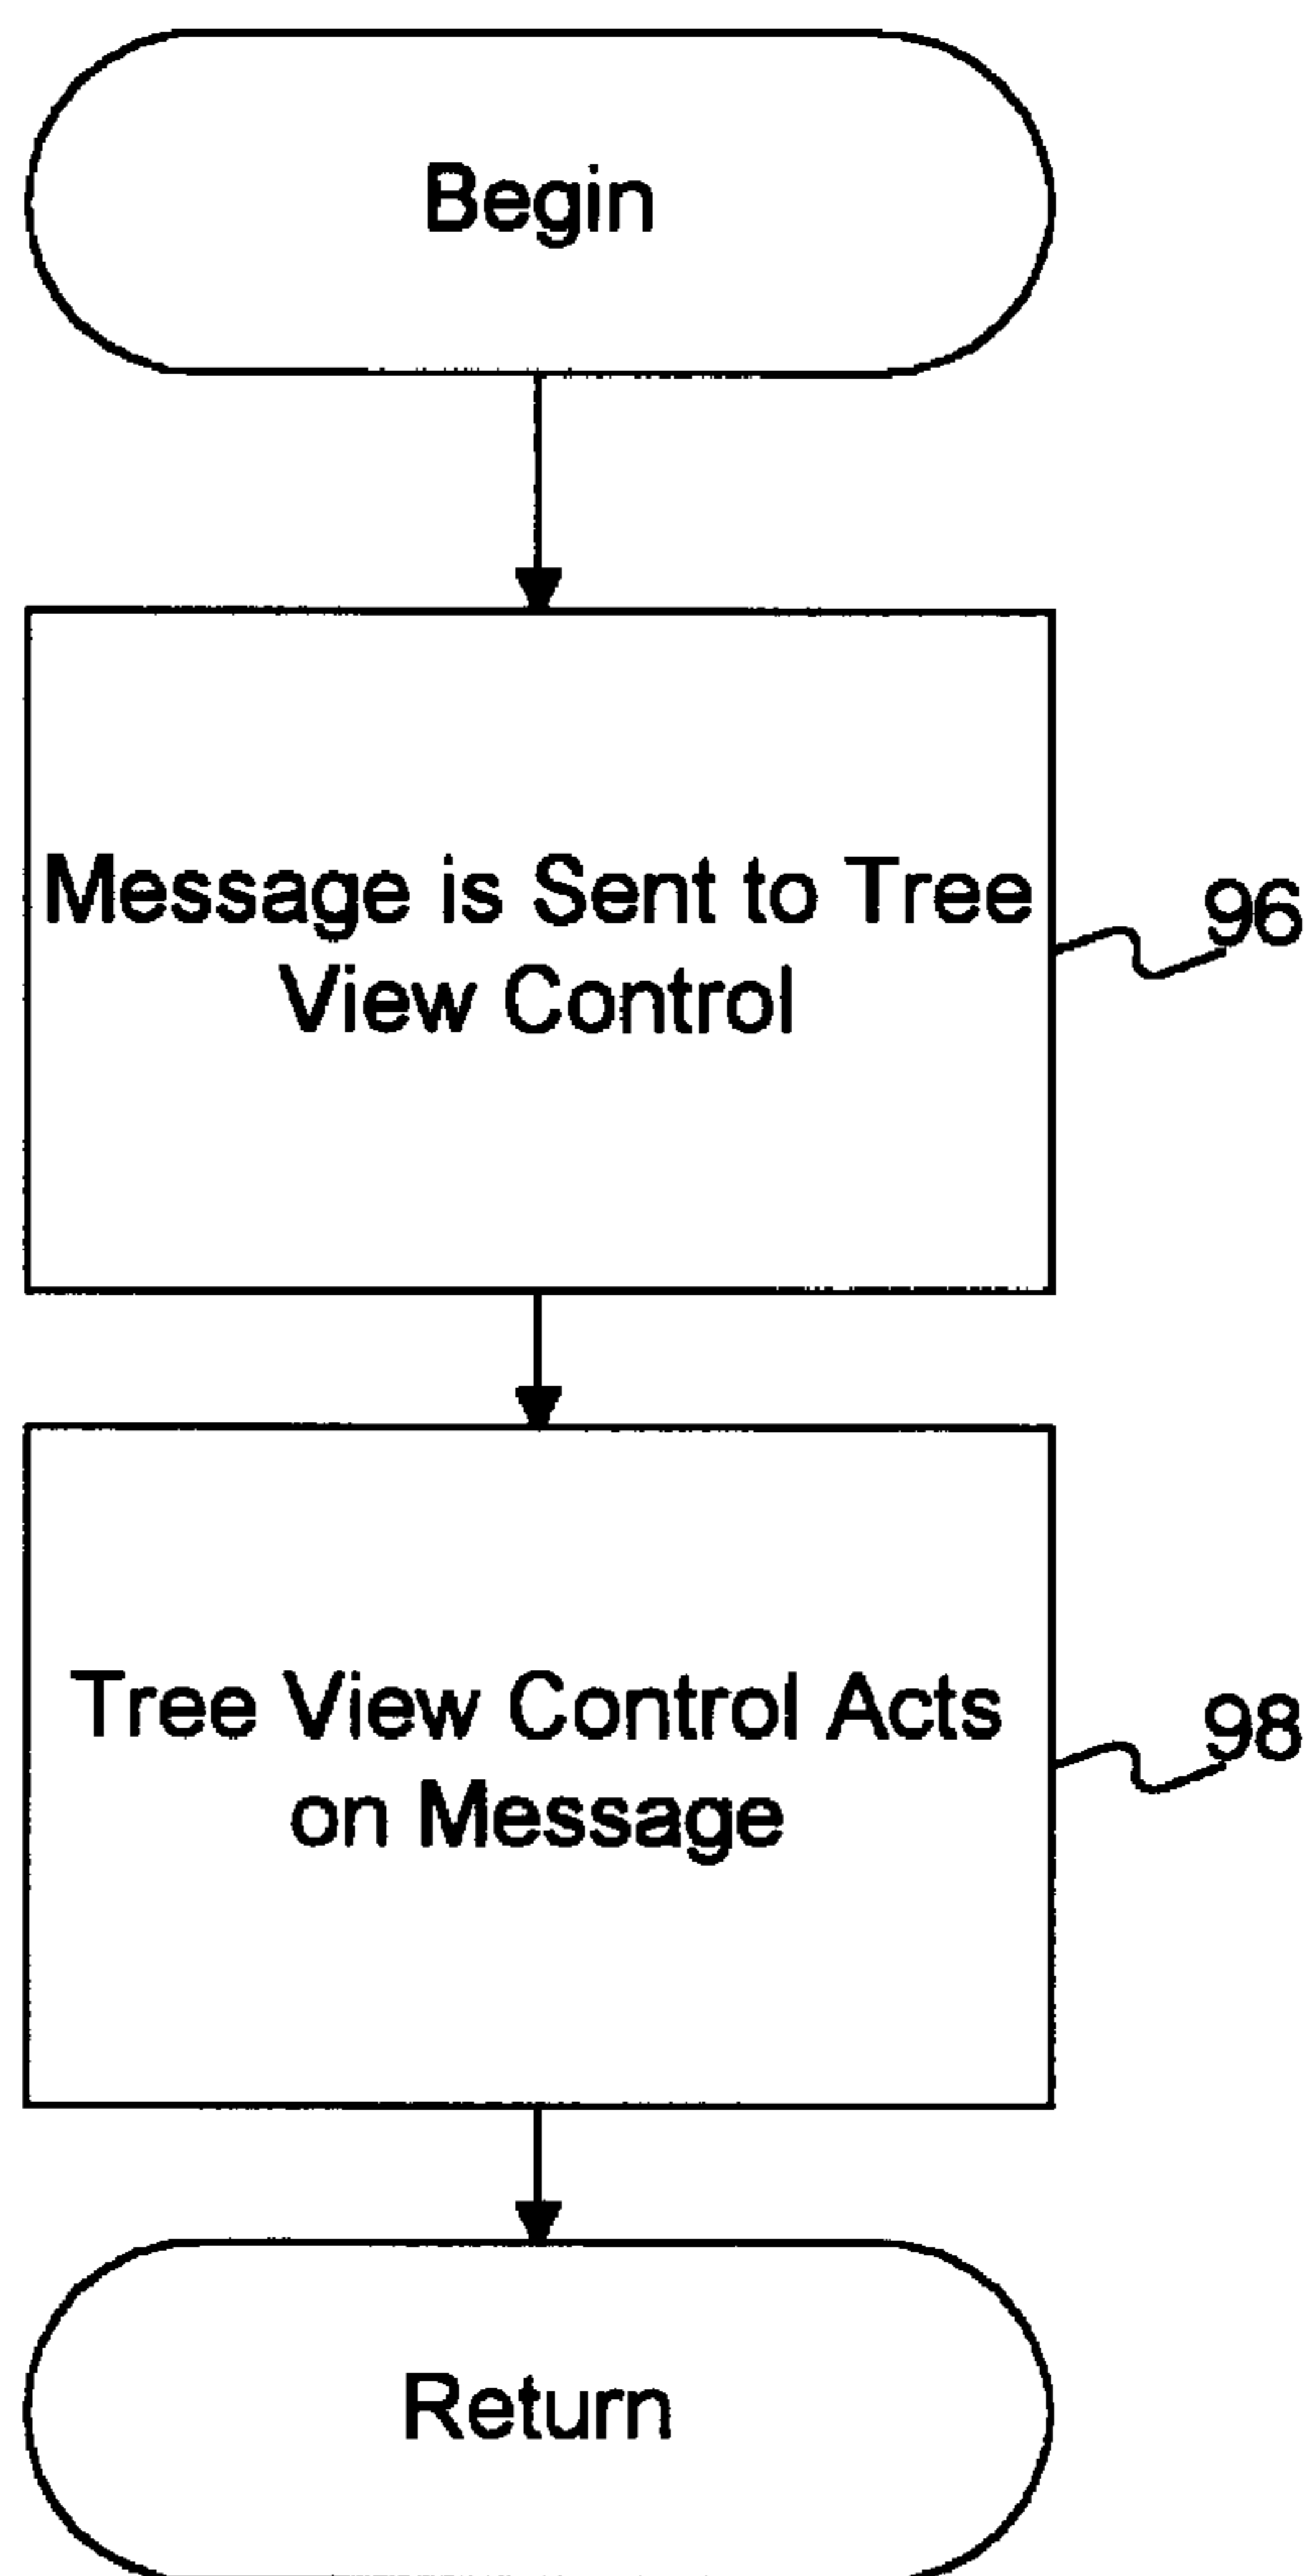 Begin
Message is Sent to Tree
View Control
96
Tree View Control Acts
on Message
98
Return